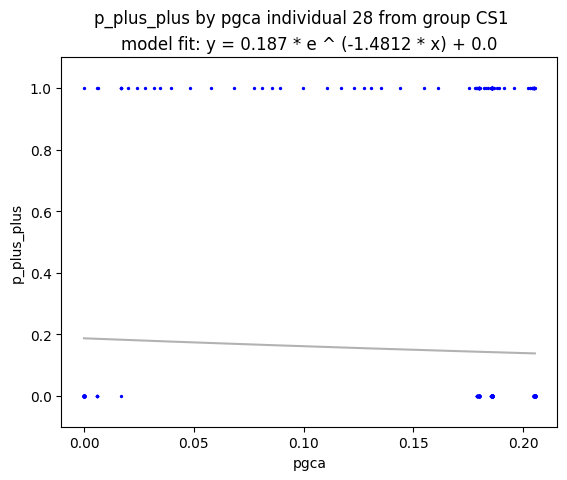 p_plus_plus by pgca individual 28 from group CS1
model fit: y = 0.187 * e ^ (-1.4812 * x) + 0.0
1.0
0.8
0.6
0.4
0.2
0.0
p_plus_plus
0.00 0.05 0.10 0.15 0.20
pgca